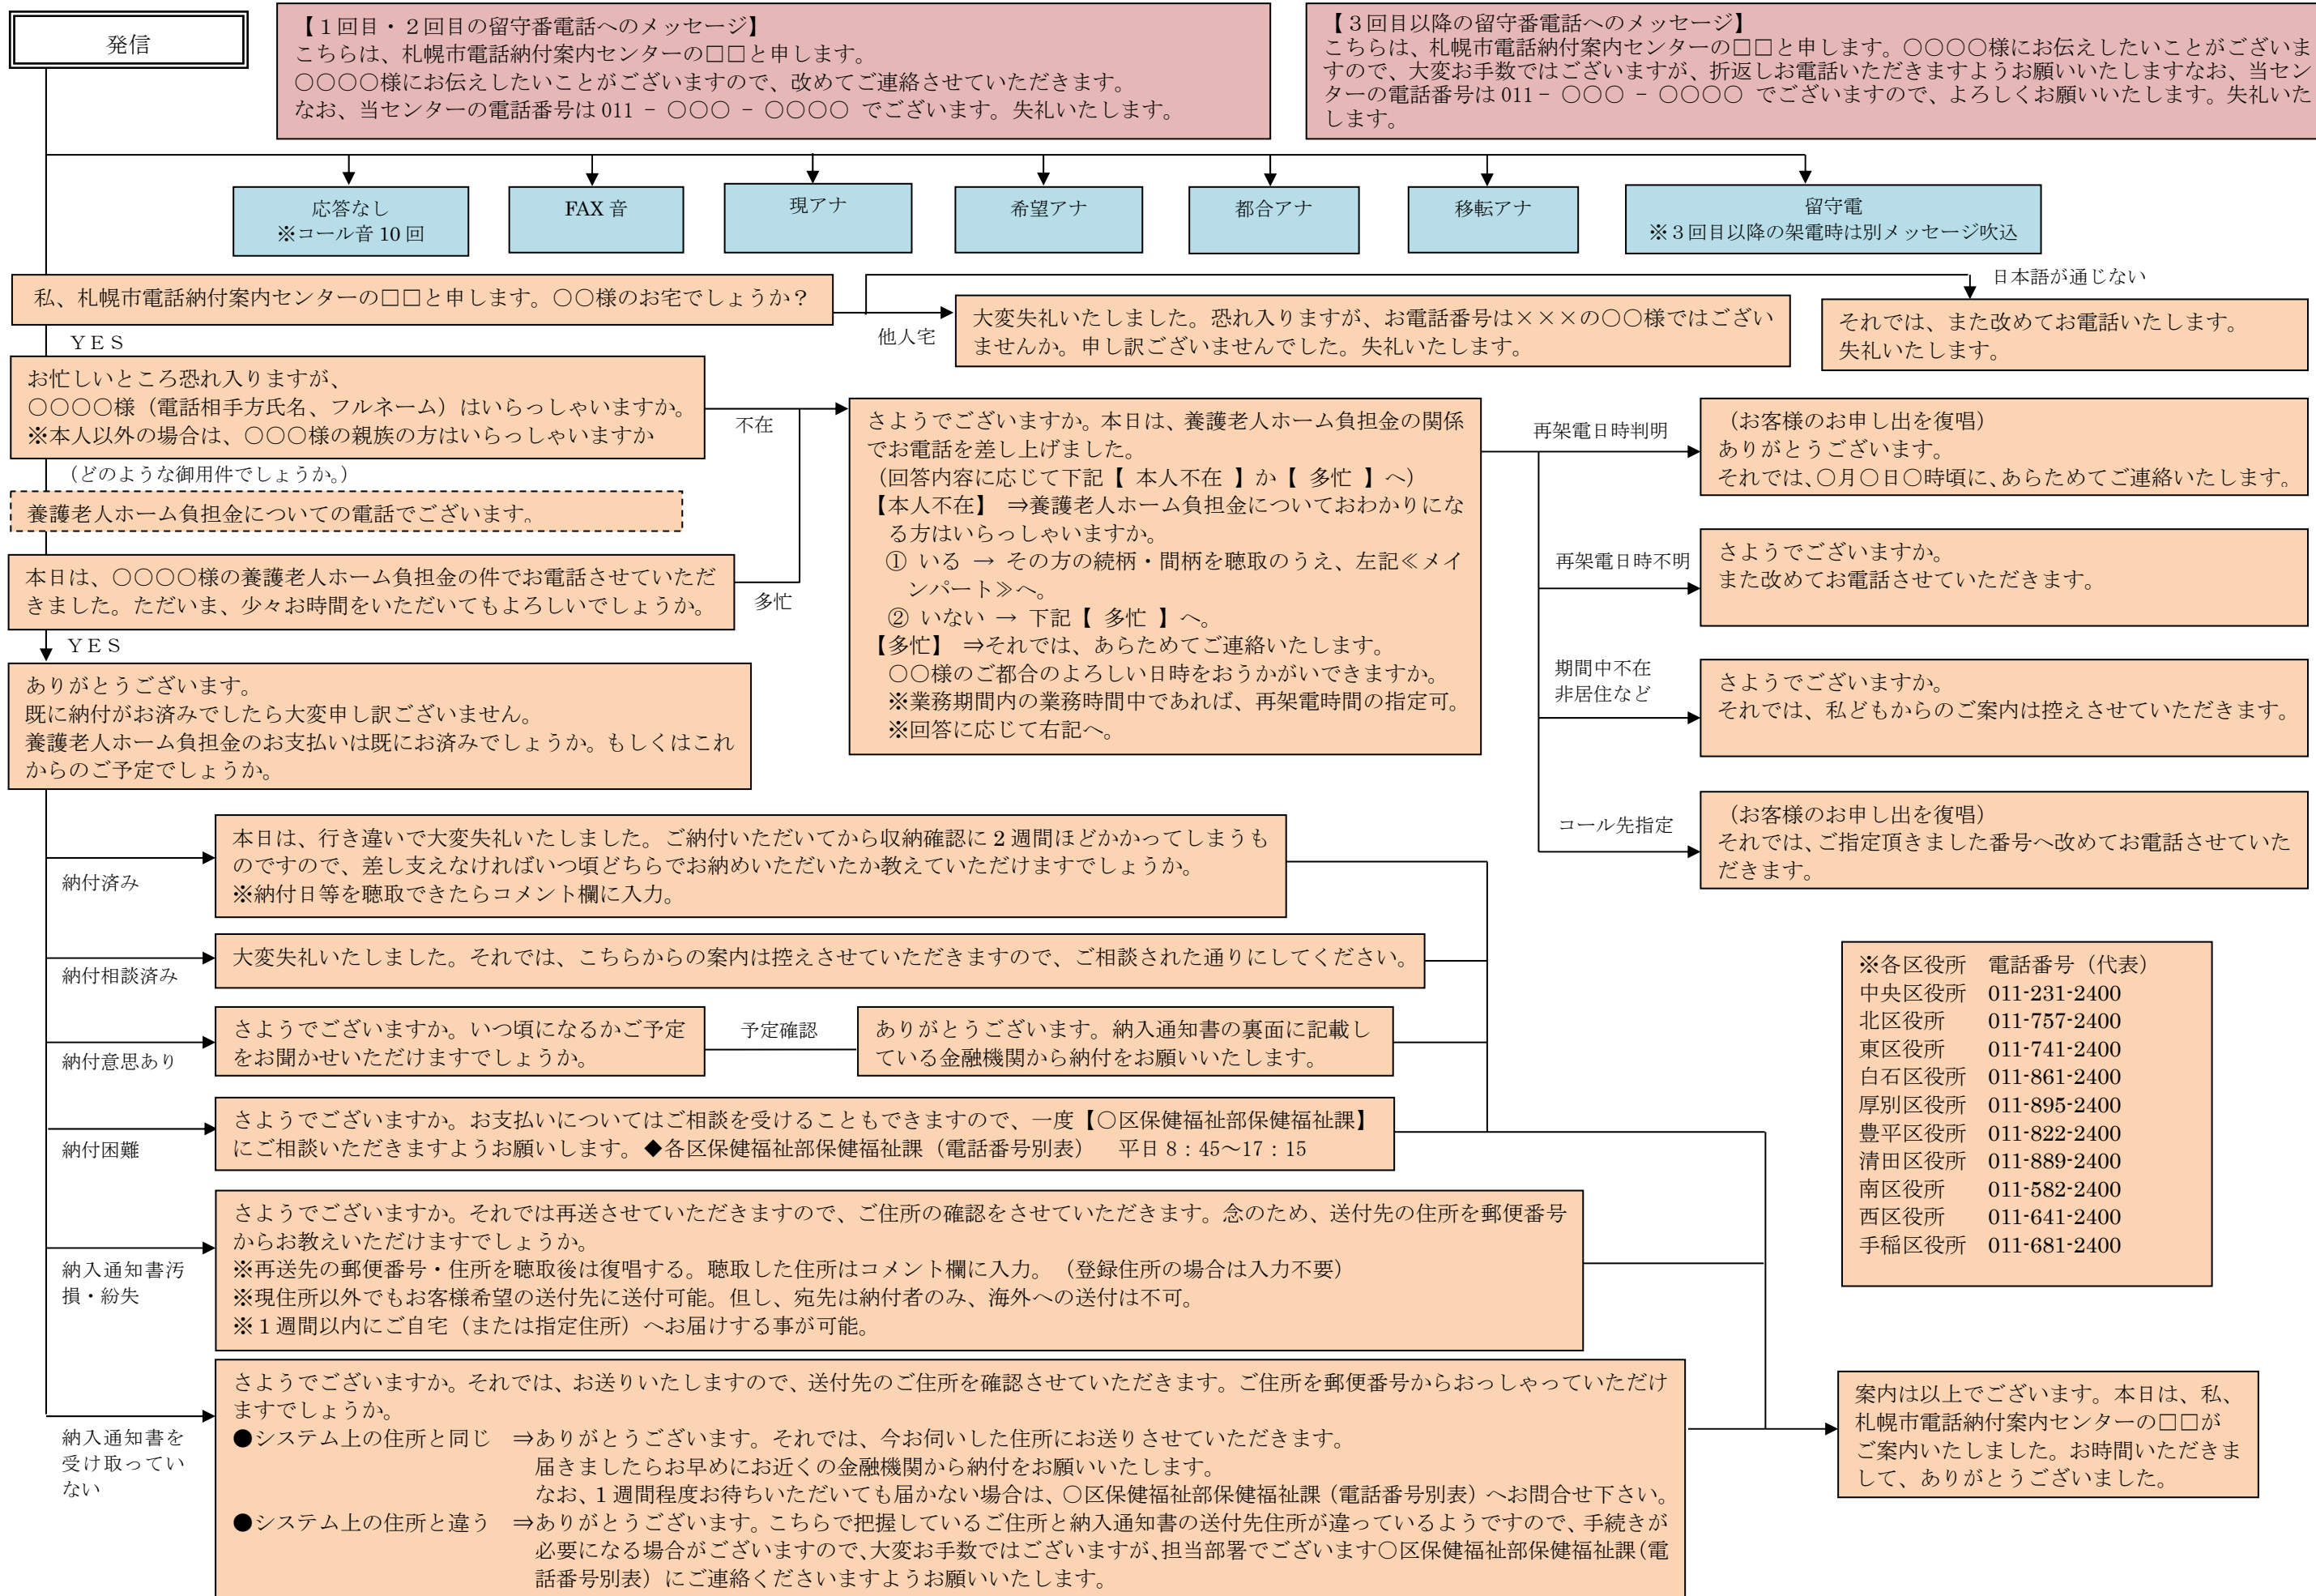 発信
【１回目・２回目の留守番電話へのメッセージ】
こちらは、札幌市電話納付案内センターの□□と申します。
○○○○様にお伝えしたいことがございますので、改めてご連絡させていただきます。
なお、当センターの電話番号は 011 - ○○○ - ○○○○ でございます。失礼いたします。
【３回目以降の留守番電話へのメッセージ】
こちらは、札幌市電話納付案内センターの□□と申します。○○○○様にお伝えしたいことがございま
すので、大変お手数ではございますが、折返しお電話いただきますようお願いいたしますなお、当セン
ターの電話番号は 011- ○○○ - ○○○○ でございますので、よろしくお願いいたします。失礼いた
します。
応答なし
※コール音 10 回
FAX 音
現アナ
希望アナ
都合アナ
移転アナ
留守電
※３回目以降の架電時は別メッセージ吹込
私、札幌市電話納付案内センターの□□と申します。○○様のお宅でしょうか？
日本語が通じない
他人宅
大変失礼いたしました。恐れ入りますが、お電話番号は×××の○○様ではござい
ませんか。申し訳ございませんでした。失礼いたします。
それでは、また改めてお電話いたします。
失礼いたします。
ＹＥＳ
お忙しいところ恐れ入りますが、
○○○○様（電話相手方氏名、フルネーム）はいらっしゃいますか。
※本人以外の場合は、○○○様の親族の方はいらっしゃいますか
不在
（どのような御用件でしょうか。）
養護老人ホーム負担金についての電話でございます。
本日は、○○○○様の養護老人ホーム負担金の件でお電話させていただ
きました。ただいま、少々お時間をいただいてもよろしいでしょうか。
多忙
ＹＥＳ
ありがとうございます。
既に納付がお済みでしたら大変申し訳ございません。
養護老人ホーム負担金のお支払いは既にお済みでしょうか。もしくはこれ
からのご予定でしょうか。
さようでございますか。本日は、養護老人ホーム負担金の関係
でお電話を差し上げました。
（回答内容に応じて下記【 本人不在 】か【 多忙 】へ）
【本人不在】 ⇒養護老人ホーム負担金についておわかりにな
る方はいらっしゃいますか。
① いる → その方の続柄・間柄を聴取のうえ、左記≪メイ
ンパート≫へ。
② いない → 下記【 多忙 】へ。
【多忙】 ⇒それでは、あらためてご連絡いたします。
○○様のご都合のよろしい日時をおうかがいできますか。
※業務期間内の業務時間中であれば、再架電時間の指定可。
※回答に応じて右記へ。
再架電日時判明
（お客様のお申し出を復唱）
ありがとうございます。
それでは、○月○日○時頃に、あらためてご連絡いたします。
再架電日時不明
さようでございますか。
また改めてお電話させていただきます。
期間中不在
非居住など
さようでございますか。
それでは、私どもからのご案内は控えさせていただきます。
コール先指定
（お客様のお申し出を復唱）
それでは、ご指定頂きました番号へ改めてお電話させていた
だきます。
納付済み
本日は、行き違いで大変失礼いたしました。ご納付いただいてから収納確認に 2 週間ほどかかってしまうも
のですので、差し支えなければいつ頃どちらでお納めいただいたか教えていただけますでしょうか。
※納付日等を聴取できたらコメント欄に入力。
納付相談済み
大変失礼いたしました。それでは、こちらからの案内は控えさせていただきますので、ご相談された通りにしてください。
納付意思あり
さようでございますか。いつ頃になるかご予定
をお聞かせいただけますでしょうか。
予定確認
ありがとうございます。納入通知書の裏面に記載し
ている金融機関から納付をお願いいたします。
納付困難
さようでございますか。お支払いについてはご相談を受けることもできますので、一度【○区保健福祉部保健福祉課】
にご相談いただきますようお願いします。◆各区保健福祉部保健福祉課（電話番号別表） 平日 8：45～17：15
納入通知書汚
損・紛失
さようでございますか。それでは再送させていただきますので、ご住所の確認をさせていただきます。念のため、送付先の住所を郵便番号
からお教えいただけますでしょうか。
※再送先の郵便番号・住所を聴取後は復唱する。聴取した住所はコメント欄に入力。（登録住所の場合は入力不要）
※現住所以外でもお客様希望の送付先に送付可能。但し、宛先は納付者のみ、海外への送付は不可。
※１週間以内にご自宅（または指定住所）へお届けする事が可能。
納入通知書を
受け取ってい
ない
さようでございますか。それでは、お送りいたしますので、送付先のご住所を確認させていただきます。ご住所を郵便番号からおっしゃっていただけ
ますでしょうか。
●システム上の住所と同じ ⇒ありがとうございます。それでは、今お伺いした住所にお送りさせていただきます。
届きましたらお早めにお近くの金融機関から納付をお願いいたします。
なお、1 週間程度お待ちいただいても届かない場合は、○区保健福祉部保健福祉課（電話番号別表）へお問合せ下さい。
●システム上の住所と違う ⇒ありがとうございます。こちらで把握しているご住所と納入通知書の送付先住所が違っているようですので、手続きが
必要になる場合がございますので、大変お手数ではございますが、担当部署でございます○区保健福祉部保健福祉課（電
話番号別表）にご連絡くださいますようお願いいたします。
※各区役所 電話番号（代表）
中央区役所 011-231-2400
北区役所 011-757-2400
東区役所 011-741-2400
白石区役所 011-861-2400
厚別区役所 011-895-2400
豊平区役所 011-822-2400
清田区役所 011-889-2400
南区役所 011-582-2400
西区役所 011-641-2400
手稲区役所 011-681-2400
案内は以上でございます。本日は、私、
札幌市電話納付案内センターの□□が
ご案内いたしました。お時間いただきま
して、ありがとうございました。